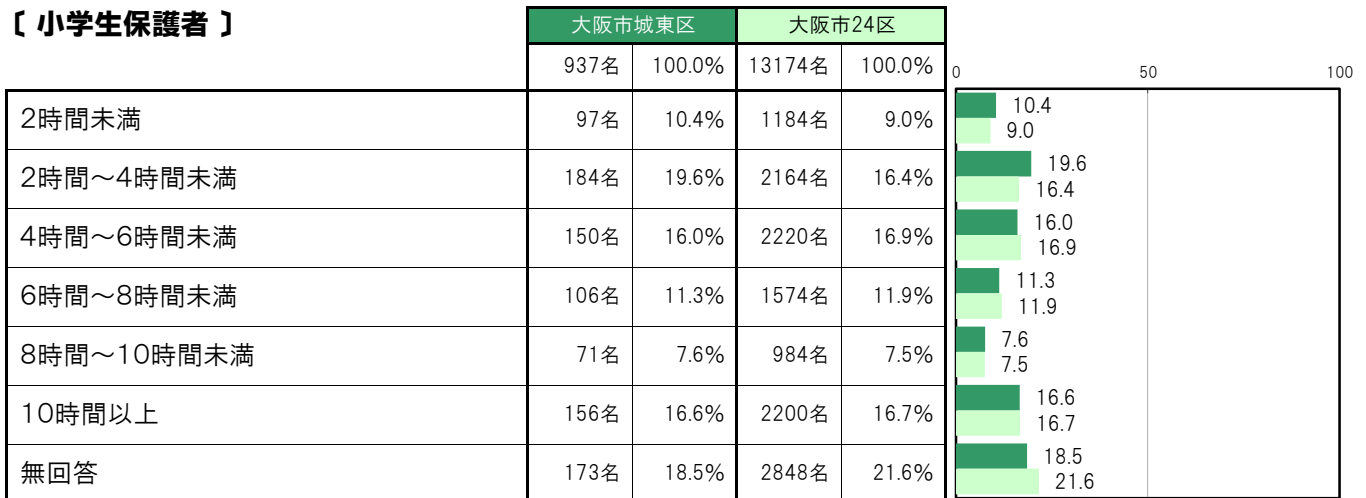 〔 小学生保護者 〕
大阪市城東区 大阪市24区
937名 100.0% 13174名 100.0%
0 50 100
2時間未満 97名 10.4% 1184名 9.0% 10.4
9.0
2時間～4時間未満 184名 19.6% 2164名 16.4% 19.6
16.4
4時間～6時間未満 150名 16.0% 2220名 16.9% 16.0
16.9
6時間～8時間未満 106名 11.3% 1574名 11.9% 11.3
11.9
8時間～10時間未満 71名 7.6% 984名 7.5% 7.6
7.5
10時間以上 156名 16.6% 2200名 16.7% 16.6
16.7
無回答 173名 18.5% 2848名 21.6% 18.5
21.6